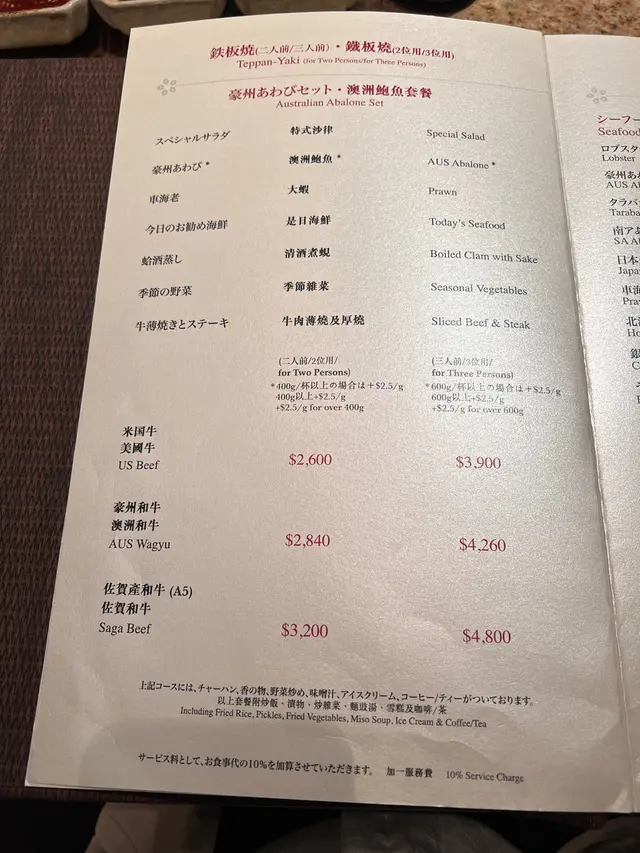 鉄板焼(二人前/三人前)・鐵板燒(2位用/3位用)
Teppan-Yaki (for Two Persons/for Three Persons)
豪州あわびセット・澳洲鮑魚套餐
Australian Abalone Set
スペシャルサラダ 特式沙律 Special Salad
豪州あわび * 澳洲鮑魚 * AUS Abalone *
車海老 大蝦 Prawn
今日のお勧め海鮮 是日海鮮 Today's Seafood
蛤酒蒸し 清酒煮蜆 Boiled Clam with Sake
季節の野菜 季節雜菜 Seasonal Vegetables
牛薄焼きとステーキ 牛肉薄燒及厚燒 Sliced Beef & Steak
(二人前/2位用/
for Two Persons)
*400g/杯以上の場合は+$2.5/g
400g以上+$2.5/g
+$2.5/g for over 400g
(三人前/3位用/
for Three Persons)
*600g/杯以上の場合は+$2.5/g
600g以上+$2.5/g
+$2.5/g for over 600g
米国牛
美國牛
US Beef $2,600 $3,900
豪州和牛
澳洲和牛
AUS Wagyu $2,840 $4,260
佐賀產和牛 (A5)
佐賀和牛
Saga Beef $3,200 $4,800
上記コースには、チャーハン、香の物、野菜炒め、味噌汁、アイスクリーム、コーヒー/ティーがついております。
以上套餐附炒飯、漬物、炒雜菜、麵豉湯、雪糕及咖啡/茶
Including Fried Rice, Pickles, Fried Vegetables, Miso Soup, Ice Cream & Coffee/Tea
サービス料として、お食事代の10%を加算させていただきます。 加一服務費 10% Service Charge
シーフー
Seafood
ロブスタ
Lobster
豪州あわ
AUS A
タラバ
Taraba
南アあ
SA A
日本
Japa
車海
Pra
北海
Ho
銀
C